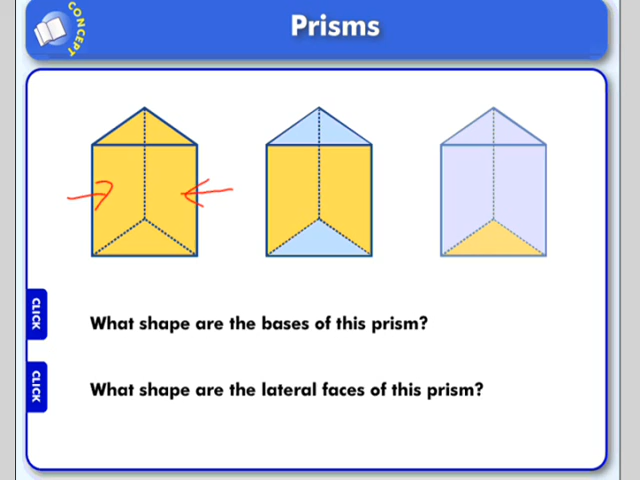 CONCEPT
Prisms
CLICK
What shape are the bases of this prism?
CLICK
What shape are the lateral faces of this prism?